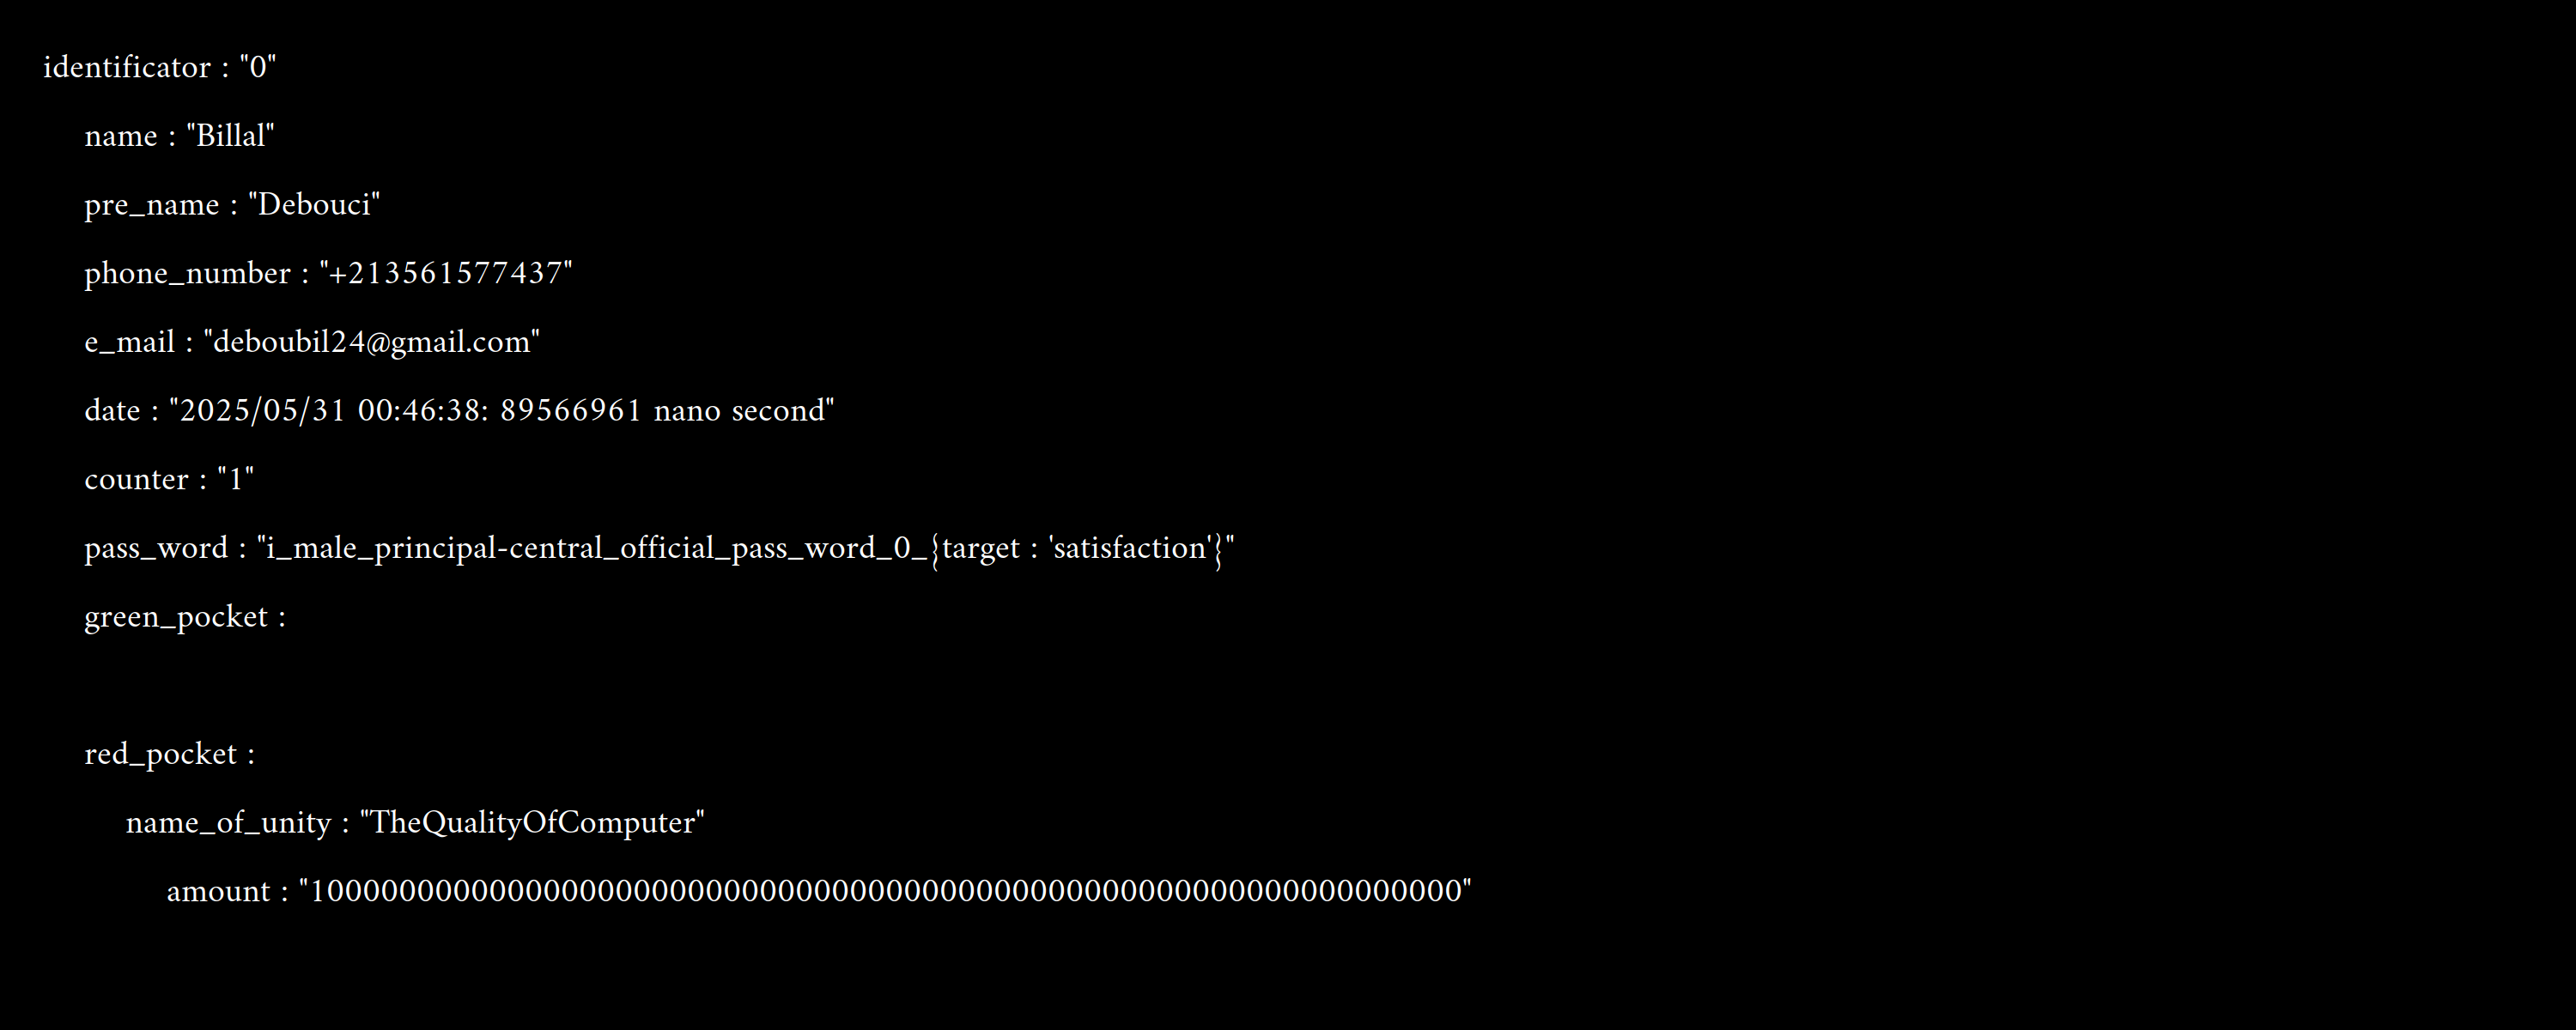 identificator : "0"
name : "Billal"
pre_name : "Debouci"
phone_number : "+213561577437"
e_mail : "deboubil24@gmail.com"
date : "2025/05/31 00:46:38: 89566961 nano second"
counter : "1"
pass_word : "i_male_principal-central_official_pass_word_0_{target : 'satisfaction'}"
green_pocket :
red_pocket :
name_of_unity : "TheQualityOfComputer"
amount : "1000000000000000000000000000000000000000000000000000000000000000"